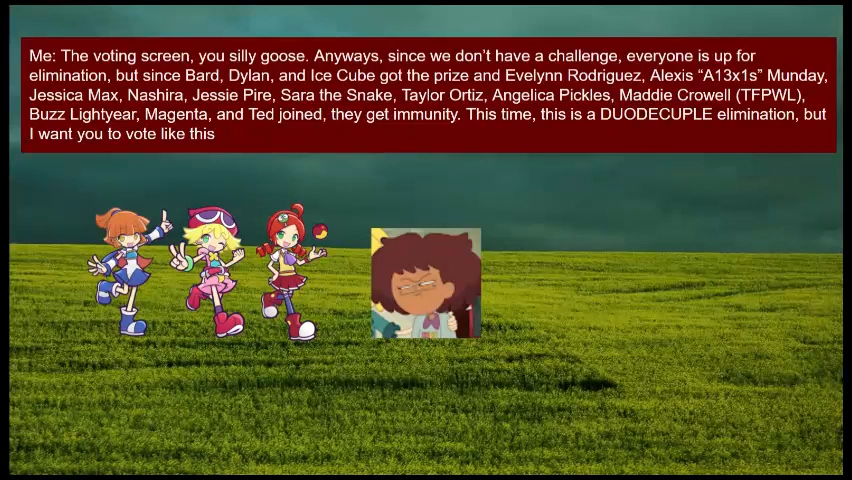 Me: The voting screen, you silly goose. Anyways, since we don't have a challenge, everyone is up for
elimination, but since Bard, Dylan, and Ice Cube got the prize and Evelynn Rodriguez, Alexis “A13x1s” Munday,
Jessica Max, Nashira, Jessie Pire, Sara the Snake, Taylor Ortiz, Angelica Pickles, Maddie Crowell (TFPWL),
Buzz Lightyear, Magenta, and Ted joined, they get immunity. This time, this is a DUODECUPLE elimination, but
I want you to vote like this